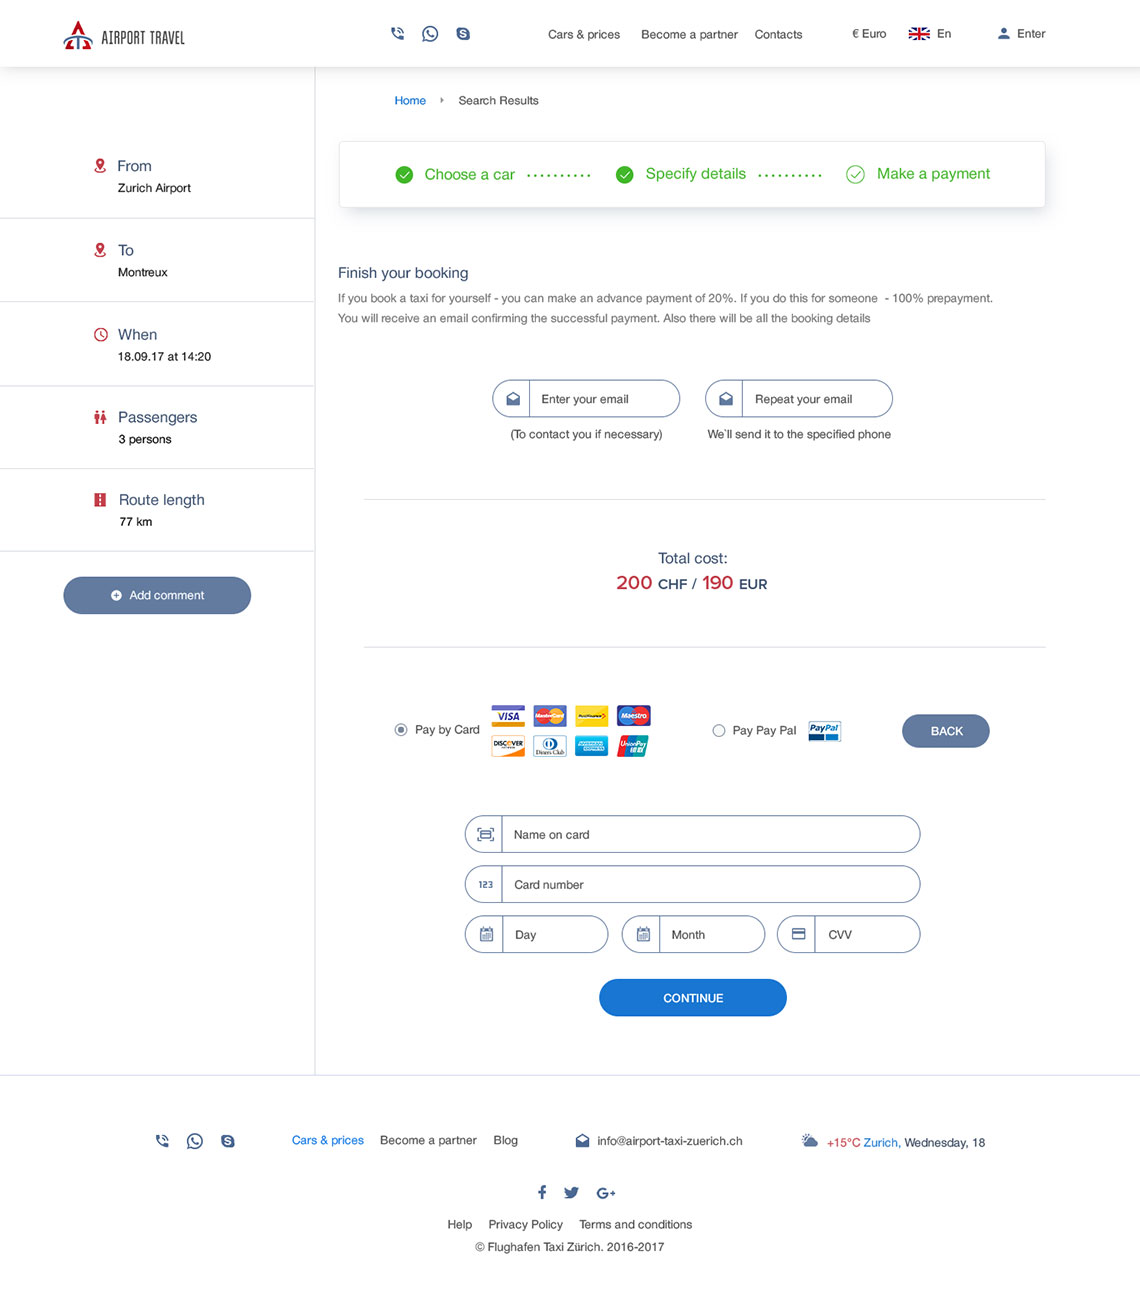 AIRPORT TRAVEL
Cars & prices Become a partner Contacts € Euro En Enter
Home Search Results
From
Zurich Airport
To
Montreux
When
18.09.17 at 14:20
Passengers
3 persons
Route length
77 km
Add comment
Choose a car Specify details Make a payment
Finish your booking
If you book a taxi for yourself - you can make an advance payment of 20%. If you do this for someone - 100% prepayment.
You will receive an email confirming the successful payment. Also there will be all the booking details
Enter your email Repeat your email
(To contact you if necessary) We`ll send it to the specified phone
Total cost:
200 CHF / 190 EUR
Pay by Card
VISA MasterCard PostFinance Maestro
DISCOVER Diners Club AMERICAN EXPRESS UnionPay 银联
Pay Pay Pal PayPal
BACK
Name on card
123 Card number
Day Month CVV
CONTINUE
Cars & prices Become a partner Blog info@airport-taxi-zuerich.ch +15°C Zurich, Wednesday, 18
Help Privacy Policy Terms and conditions
© Flughafen Taxi Zürich. 2016-2017